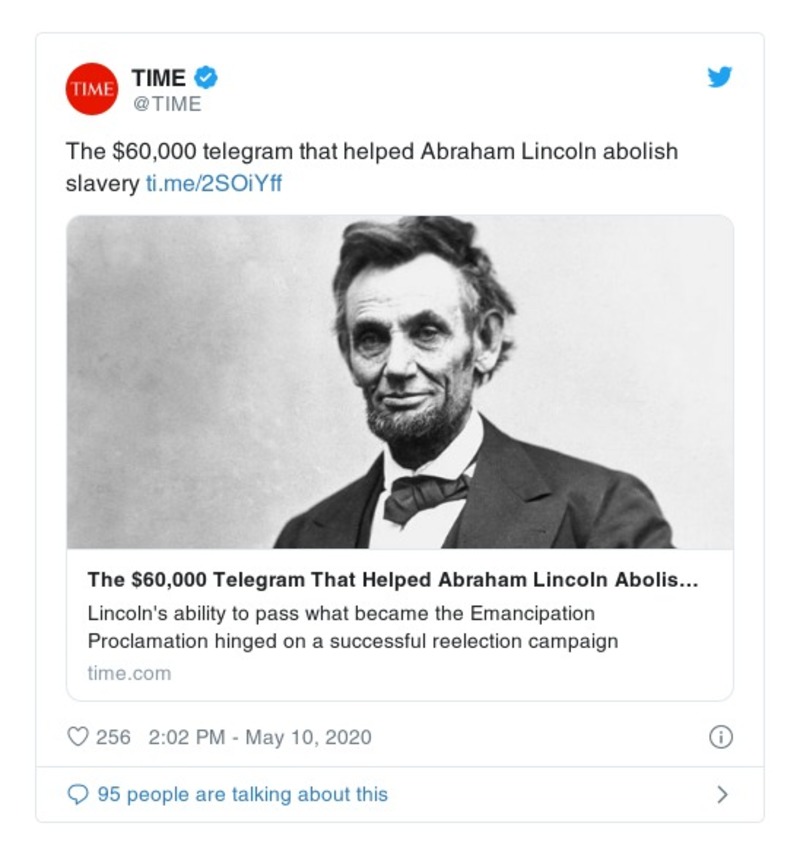 TIME
TIME
@TIME
The $60,000 telegram that helped Abraham Lincoln abolish
slavery ti.me/2SOiYff
The $60,000 Telegram That Helped Abraham Lincoln Abolis...
Lincoln's ability to pass what became the Emancipation
Proclamation hinged on a successful reelection campaign
time.com
256 2:02 PM - May 10, 2020
95 people are talking about this